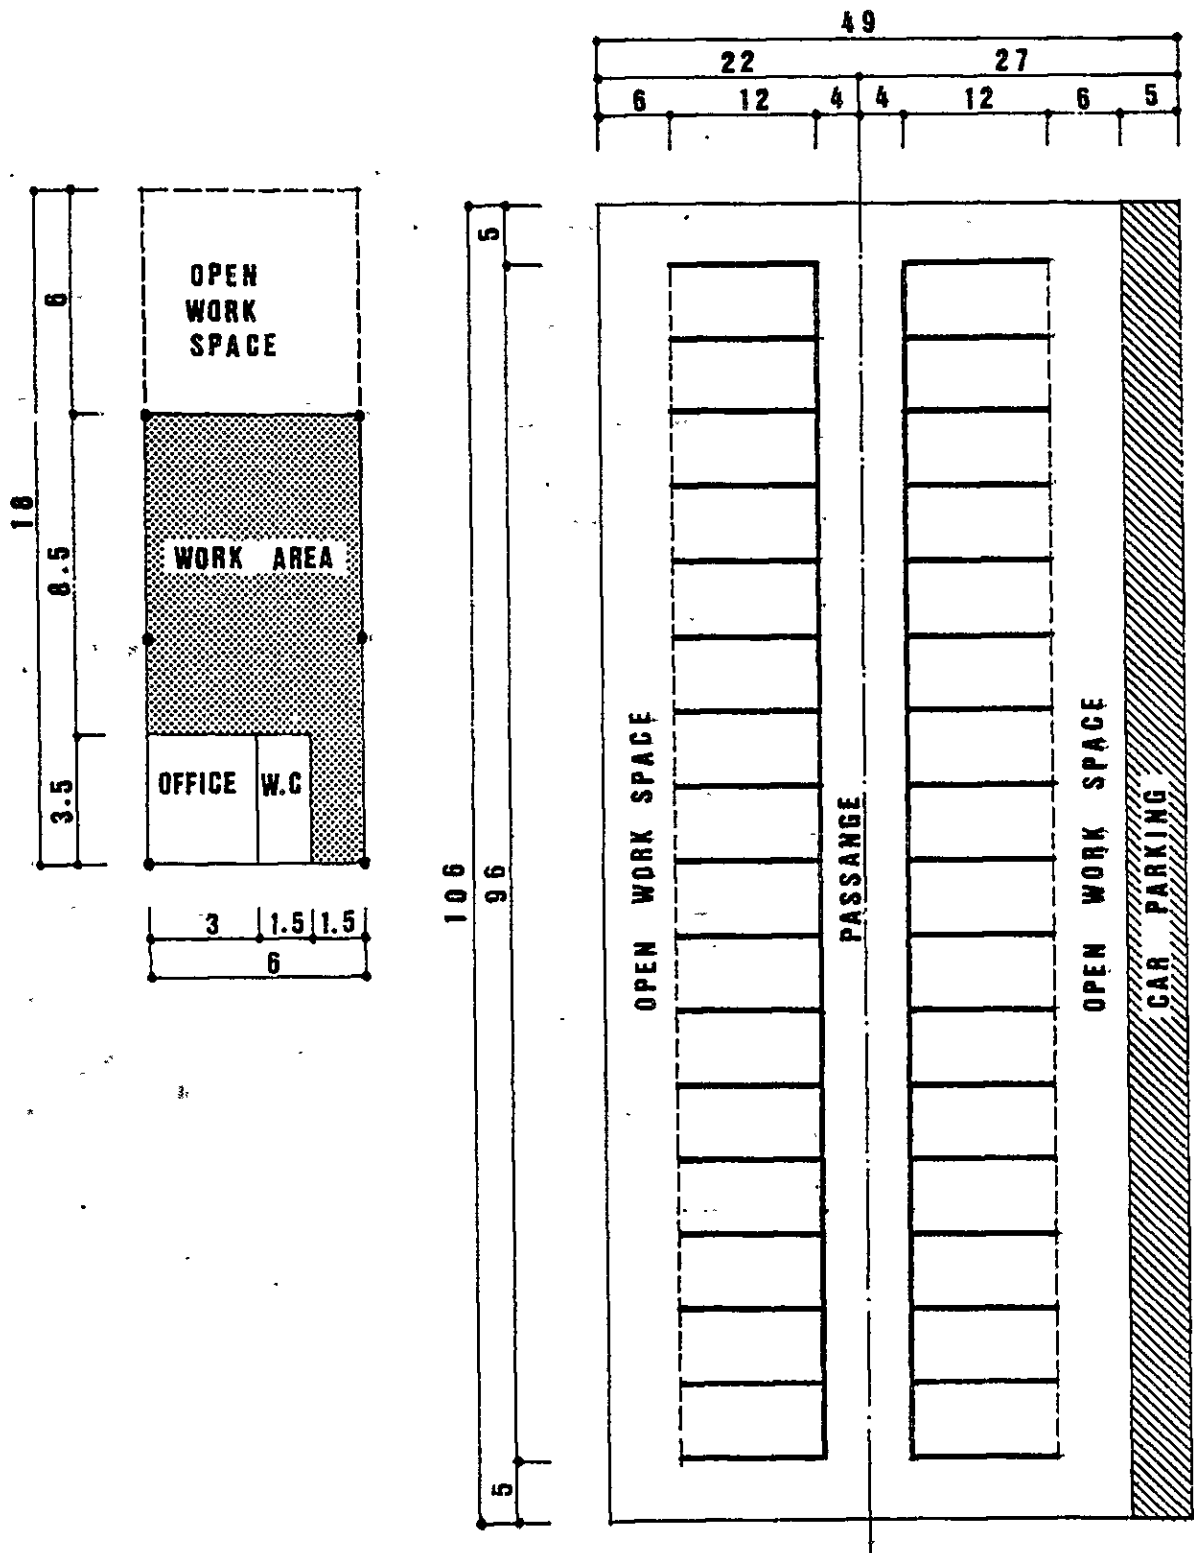 49
22 27
6 12 4 4 12 6 5
OPEN
WORK
SPACE
WORK AREA
OFFICE W.C
18
6
8.5
3.5
3 1.5 1.5
6
5
106
96
5
OPEN WORK SPACE
PASSANGE
OPEN WORK SPACE
CAR PARKING